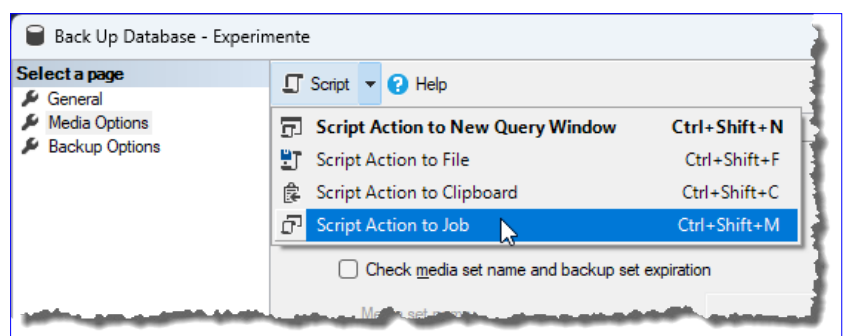 Back Up Database - Experimente
Select a page
General
Media Options
Backup Options
Script
Help
Script Action to New Query Window Ctrl+Shift+N
Script Action to File Ctrl+Shift+F
Script Action to Clipboard Ctrl+Shift+C
Script Action to Job Ctrl+Shift+M
Check media set name and backup set expiration